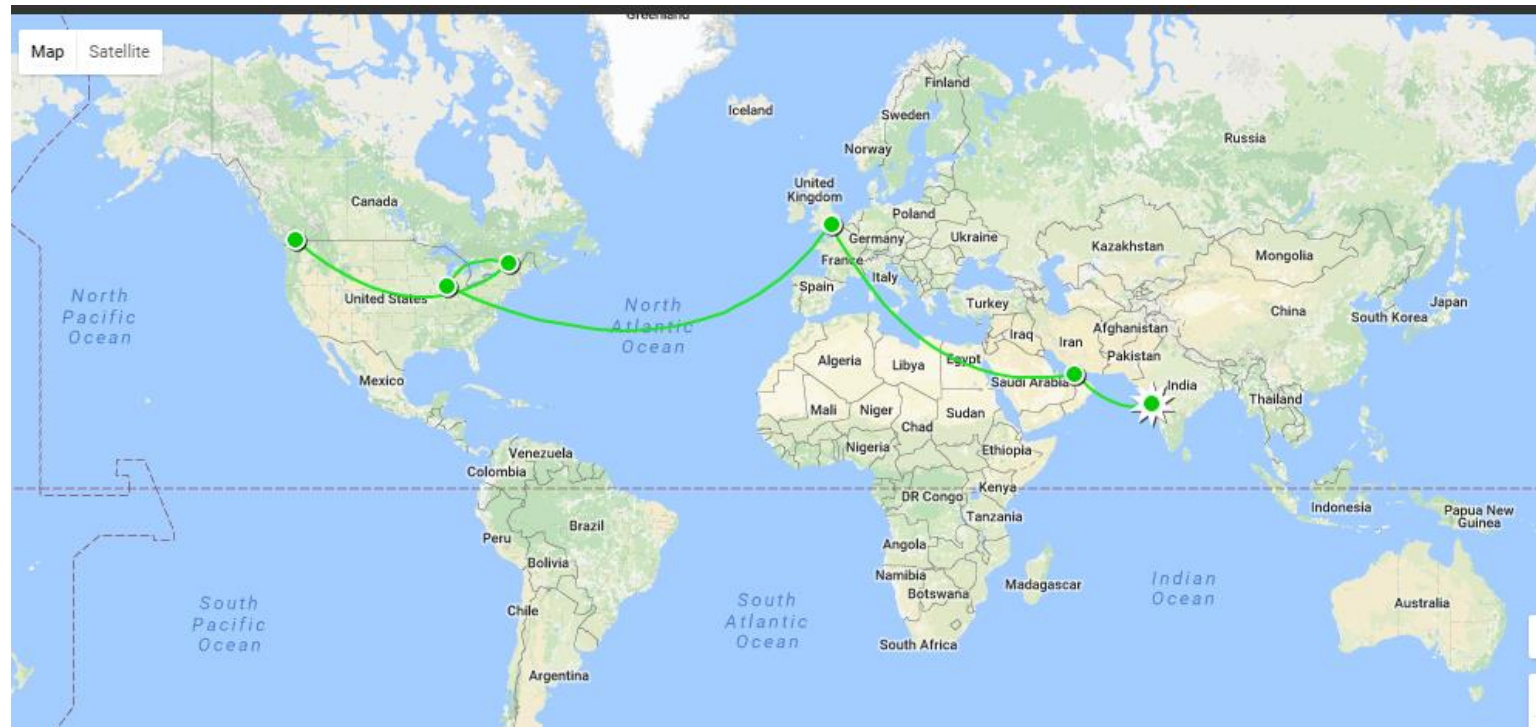 Greenland
Map
Satellite
Finland
Iceland
Sweden
Russia
Norway
United
Kingdom
Canada
Poland
Germany
Ukraine
Kazakhstan
Mongolia
France
Italy
Spain
North
Pacific
Ocean
United States
North
Atlantic
Ocean
Turkey
China
South Korea
Japan
Afghanistan
Iraq
Iran
Pakistan
Algeria
Libya
Egypt
Saudi Arabia
India
Mexico
Thailand
Mali
Niger
Chad
Sudan
Nigeria
Ethiopia
Venezuela
Colombia
DR Congo
Kenya
Tanzania
Indonesia
Papua New
Guinea
Brazil
Peru
Angola
Bolivia
Namibia
Botswana
Madagascar
Indian
Ocean
South
Pacific
Ocean
Chile
South
Atlantic
Ocean
Australia
South Africa
Argentina